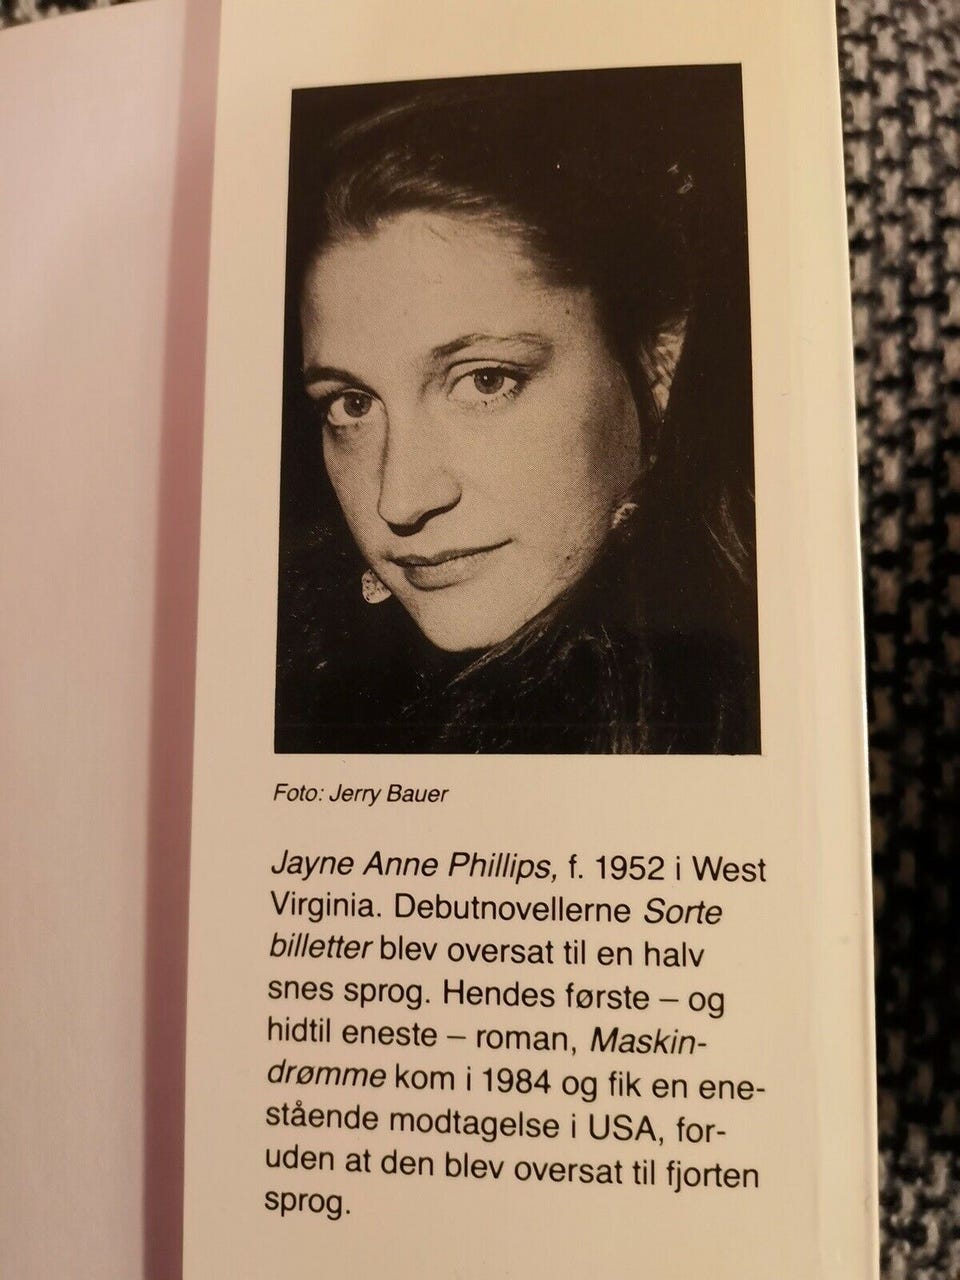 Foto: Jerry Bauer
Jayne Anne Phillips, f. 1952 i West
Virginia. Debutnovellerne Sorte
billetter blev oversat til en halv
snes sprog. Hendes første – og
hidtil eneste – roman, Maskin-
drømme kom i 1984 og fik en ene-
stående modtagelse i USA, for-
uden at den blev oversat til fjorten
sprog.